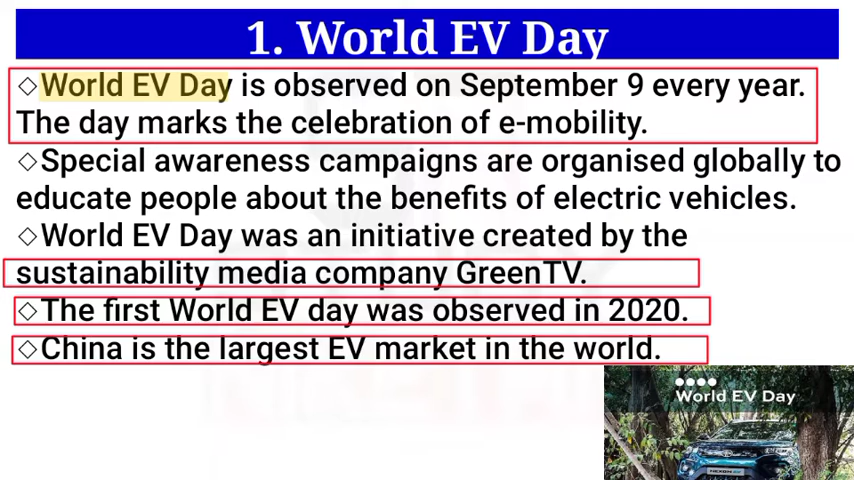 1. World EV Day
◇World EV Day is observed on September 9 every year.
The day marks the celebration of e-mobility.
◇Special awareness campaigns are organised globally to
educate people about the benefits of electric vehicles.
◇World EV Day was an initiative created by the
sustainability media company GreenTV.
◇The first World EV day was observed in 2020.
◇China is the largest EV market in the world.
World EV Day
NEXON EV